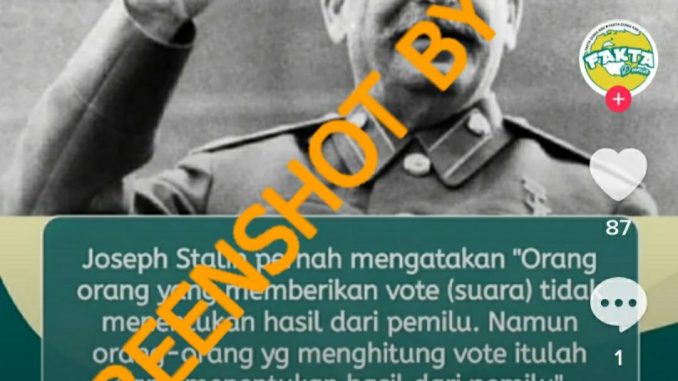 SCREENSHOT BY
FAKTA
Dunia
87
Joseph Stalin pernah mengatakan "Orang
orang yang memberikan vote (suara) tidak
menentukan hasil dari pemilu. Namun
orang-orang yg menghitung vote itulah
1
menentukan hasil dari pemilu"